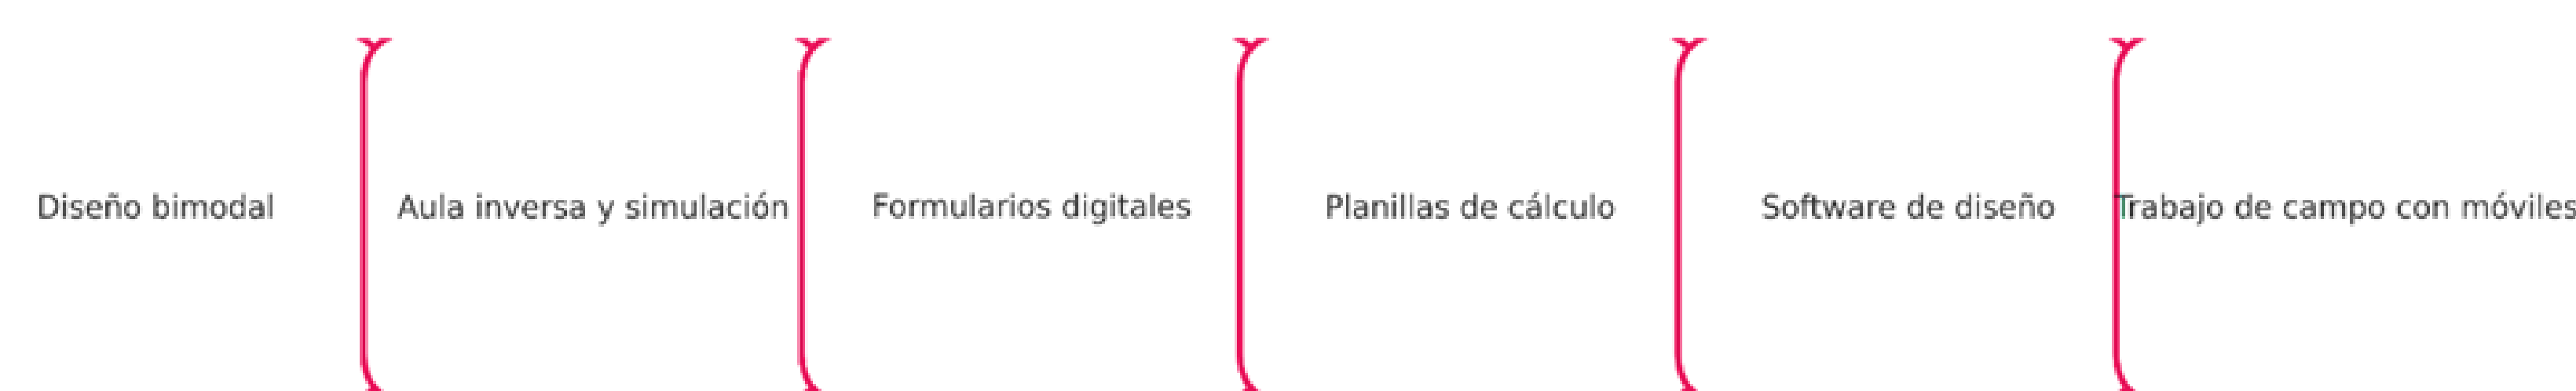 Diseño bimodal
Aula inversa y simulación
Formularios digitales
Planillas de cálculo
Software de diseño
Trabajo de campo con móviles